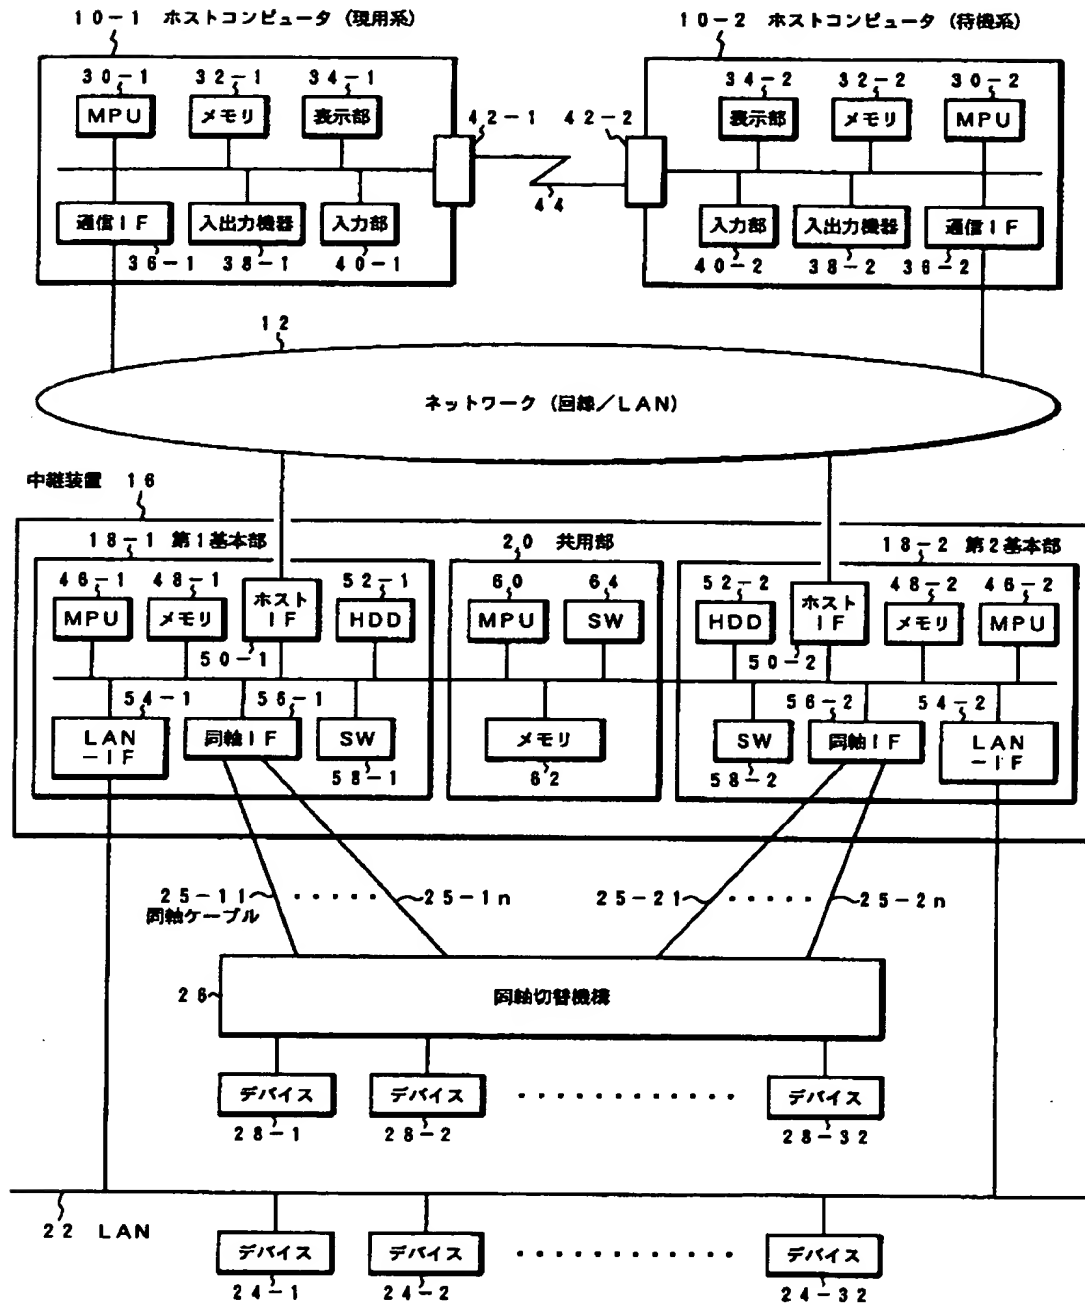 10-1 ホストコンピュータ(現用系)
10-2 ホストコンピュータ(待機系)
30-1 32-1 34-1
MPU メモリ 表示部
42-1 42-2
34-2 32-2 30-2
表示部 メモリ MPU
44
通信IF 入出力機器 入力部
36-1 38-1 40-1
入力部 入出力機器 通信IF
40-2 38-2 36-2
12
ネットワーク(回線/LAN)
中継装置 16
18-1 第1基本部
20 共用部
18-2 第2基本部
46-1 48-1 ホストIF 52-1
MPU メモリ HDD
50-1
60 64
MPU SW
52-2 ホストIF 48-2 46-2
HDD メモリ MPU
50-2
54-1 56-1
LAN-IF 同軸IF SW
58-1
メモリ
62
56-2 54-2
SW 同軸IF LAN-IF
58-2
25-11 25-1n 25-21 25-2n
同軸ケーブル
26 同軸切替機構
デバイス デバイス デバイス
28-1 28-2 28-32
22 LAN
デバイス デバイス デバイス
24-1 24-2 24-32